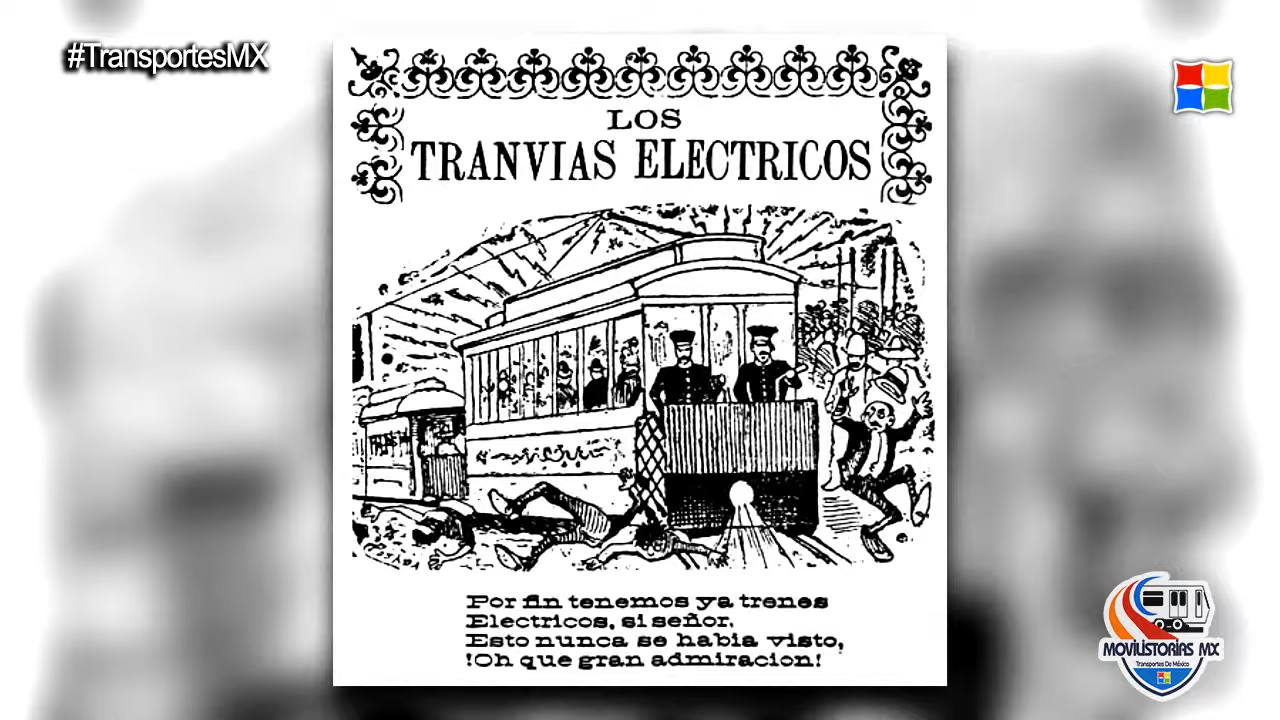 #TransportesMX
LOS
TRANVIAS ELECTRICOS
POSADA
Por fin tenemos ya trenes
Electricos, si señor,
Esto nunca se habia visto,
!Oh que gran admiracion!
MOVILISTORIAS MX
Transportes De México